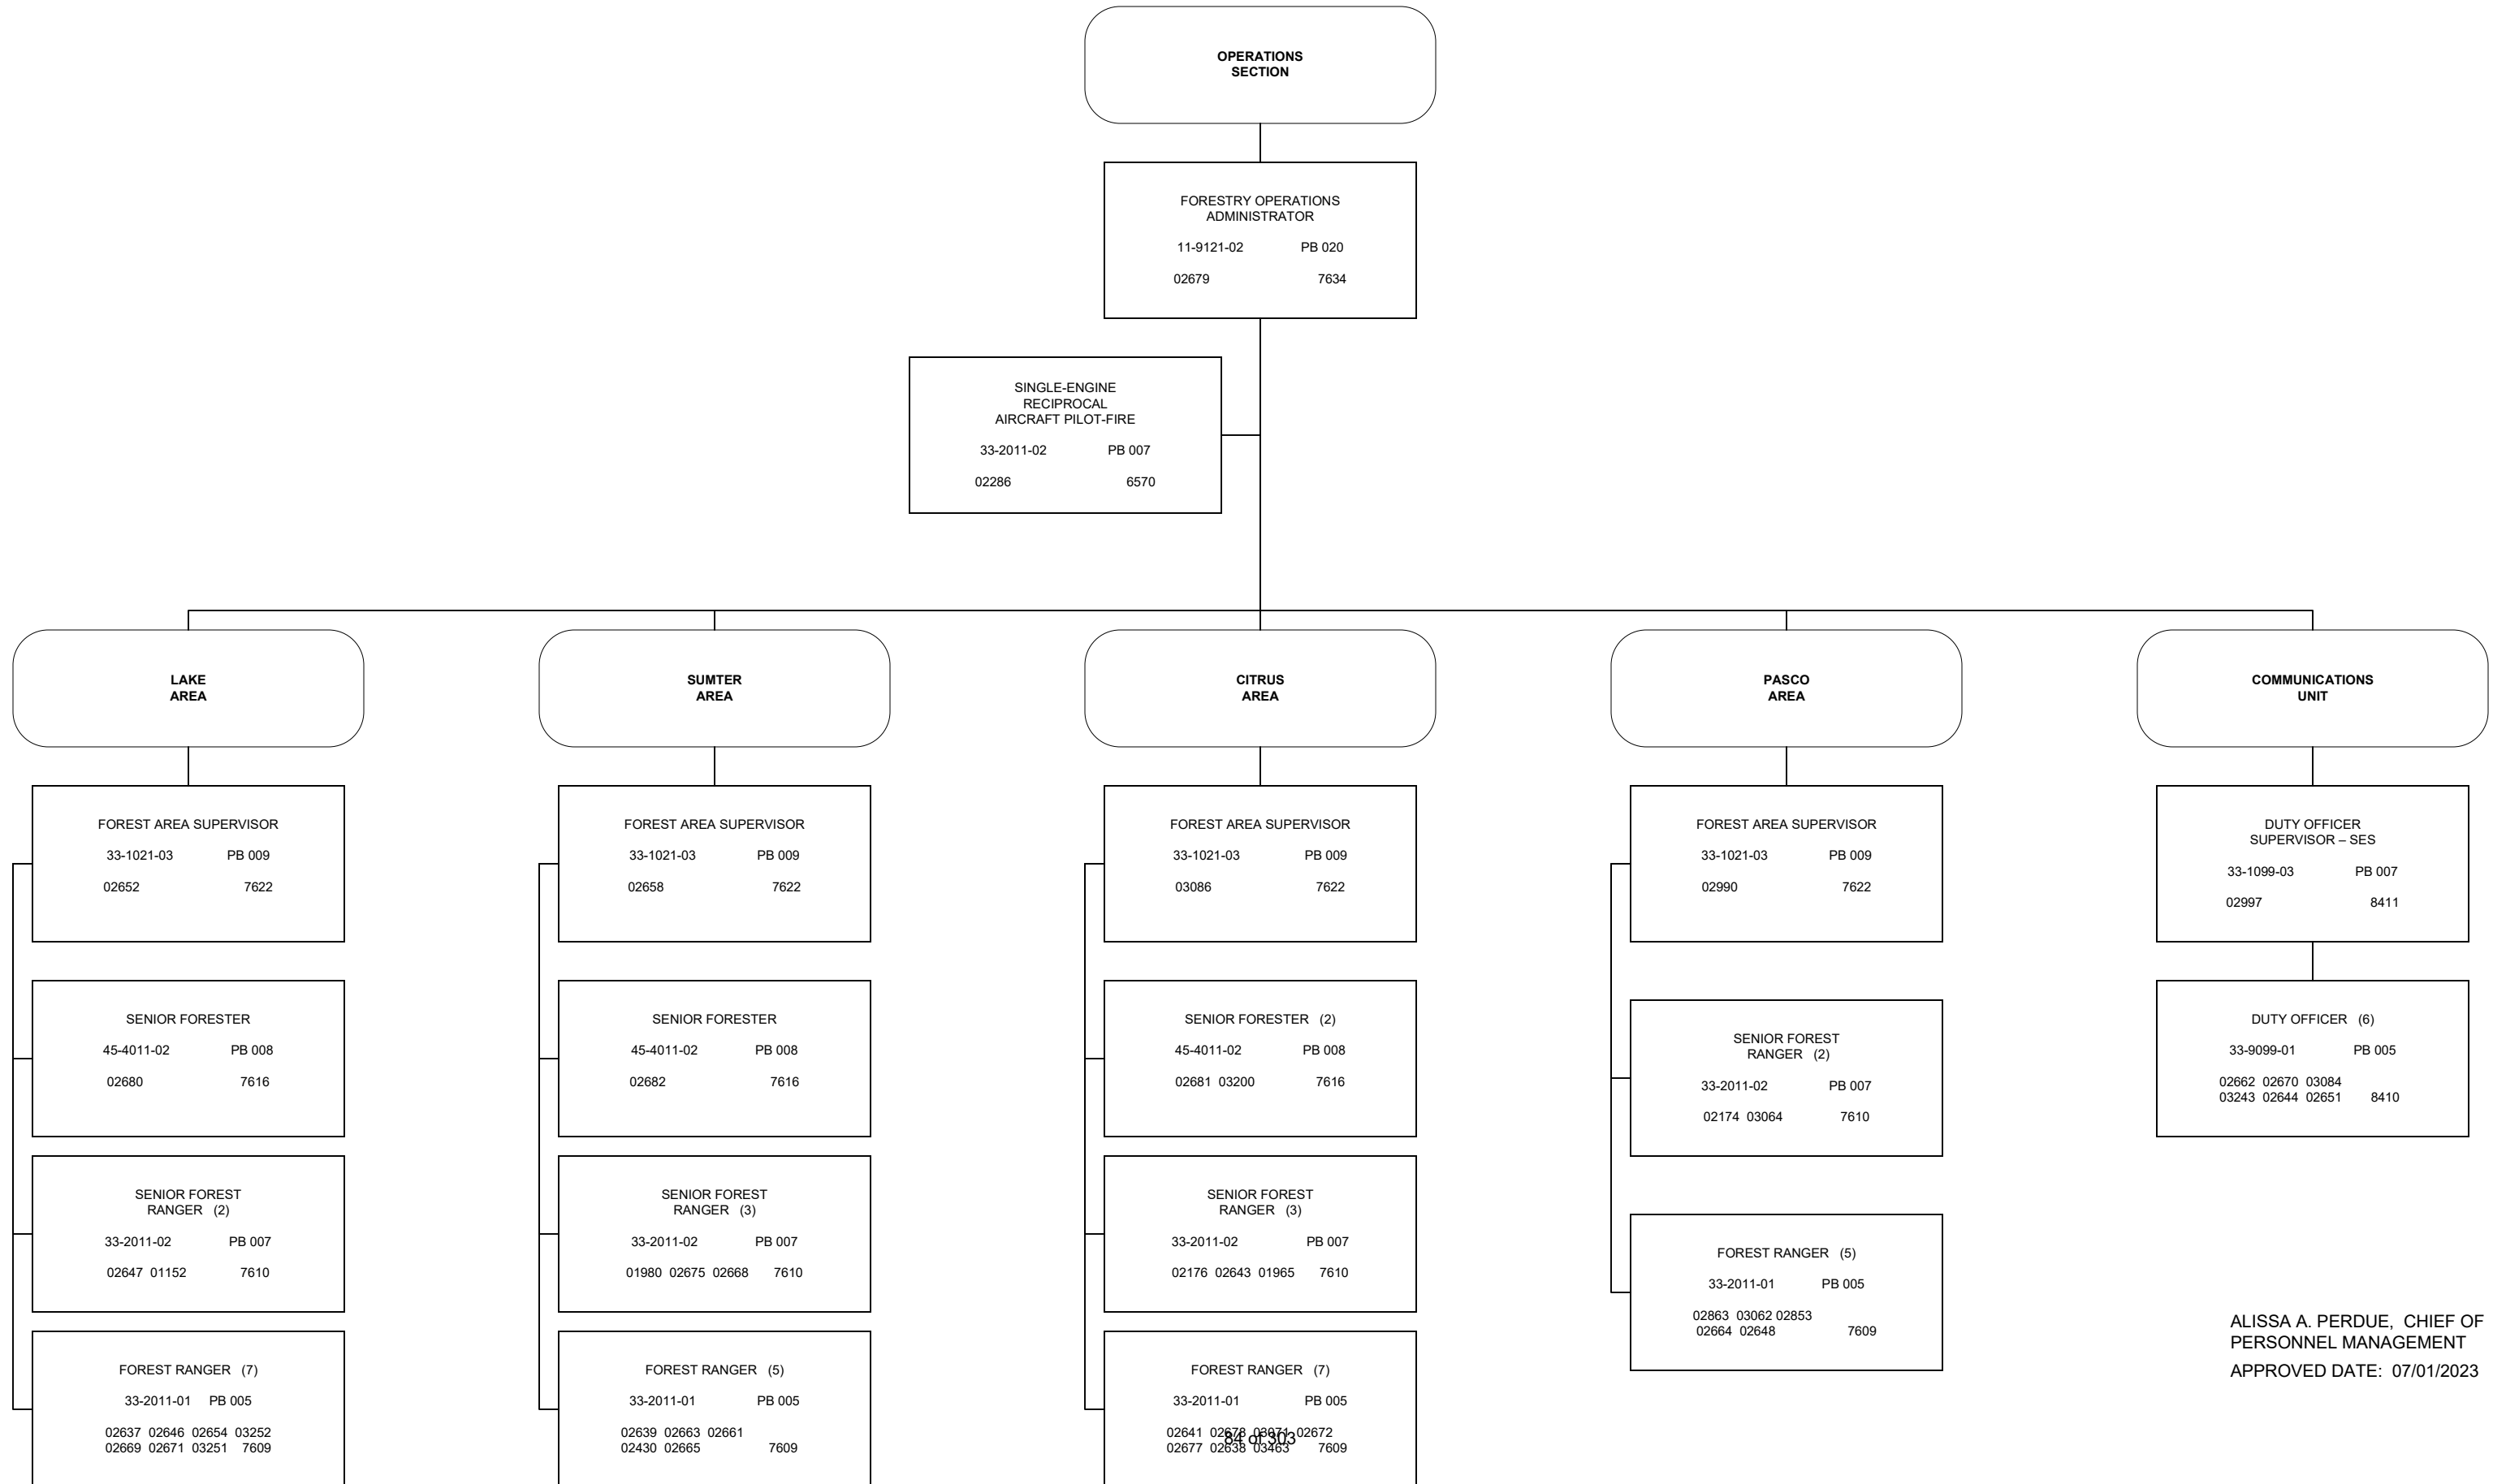 OPERATIONS
SECTION
FORESTRY OPERATIONS
ADMINISTRATOR
11-9121-02 PB 020
02679 7634
SINGLE-ENGINE
RECIPROCAL
AIRCRAFT PILOT-FIRE
33-2011-02 PB 007
02286 6570
LAKE
AREA
FOREST AREA SUPERVISOR
33-1021-03 PB 009
02652 7622
SENIOR FORESTER
45-4011-02 PB 008
02680 7616
SENIOR FOREST
RANGER (2)
33-2011-02 PB 007
02647 01152 7610
FOREST RANGER (7)
33-2011-01 PB 005
02637 02646 02654 03252
02669 02671 03251 7609
SUMTER
AREA
FOREST AREA SUPERVISOR
33-1021-03 PB 009
02658 7622
SENIOR FORESTER
45-4011-02 PB 008
02682 7616
SENIOR FOREST
RANGER (3)
33-2011-02 PB 007
01980 02675 02668 7610
FOREST RANGER (5)
33-2011-01 PB 005
02639 02663 02661
02430 02665 7609
CITRUS
AREA
FOREST AREA SUPERVISOR
33-1021-03 PB 009
03086 7622
SENIOR FORESTER (2)
45-4011-02 PB 008
02681 03200 7616
SENIOR FOREST
RANGER (3)
33-2011-02 PB 007
02176 02643 01965 7610
FOREST RANGER (7)
33-2011-01 PB 005
02641 02678 03071 02672
02677 02638 03463 7609
84 of 303
PASCO
AREA
FOREST AREA SUPERVISOR
33-1021-03 PB 009
02990 7622
SENIOR FOREST
RANGER (2)
33-2011-02 PB 007
02174 03064 7610
FOREST RANGER (5)
33-2011-01 PB 005
02863 03062 02853
02664 02648 7609
COMMUNICATIONS
UNIT
DUTY OFFICER
SUPERVISOR – SES
33-1099-03 PB 007
02997 8411
DUTY OFFICER (6)
33-9099-01 PB 005
02662 02670 03084
03243 02644 02651 8410
ALISSA A. PERDUE, CHIEF OF
PERSONNEL MANAGEMENT
APPROVED DATE: 07/01/2023